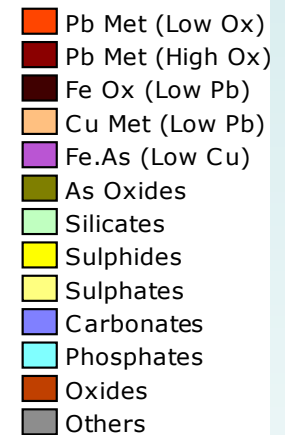 Pb Met (Low Ox)
Pb Met (High Ox)
Fe Ox (Low Pb)
Cu Met (Low Pb)
Fe.As (Low Cu)
As Oxides
Silicates
Sulphides
Sulphates
Carbonates
Phosphates
Oxides
Others